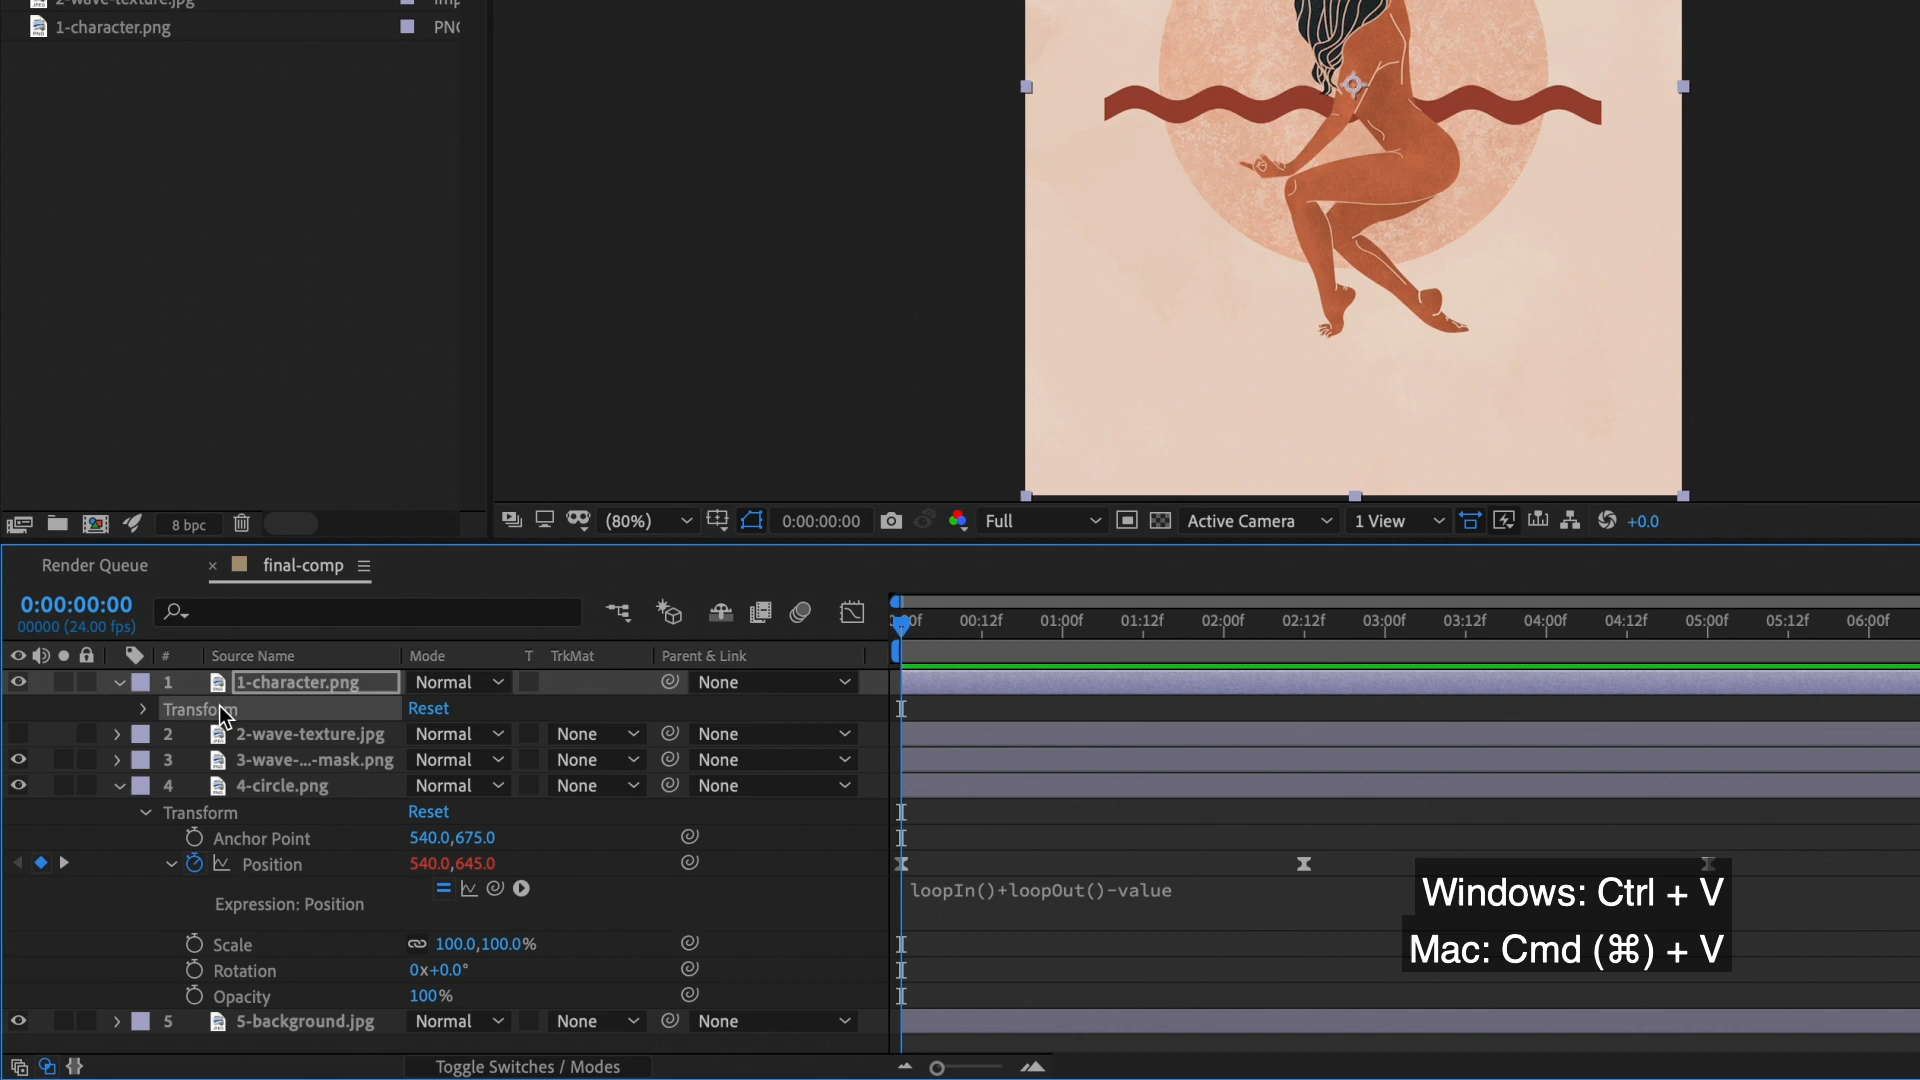 2-wave-texture.jpg
1-character.png
8 bpc
(80%)
0:00:00:00
Full
Active Camera
1 View
+0.0
Render Queue
× final-comp
0:00:00:00
00000 (24.00 fps)
00:12f 01:00f 01:12f 02:00f 02:12f 03:00f 03:12f 04:00f 04:12f 05:00f 05:12f 06:00f
# Source Name Mode T TrkMat Parent & Link
1 1-character.png Normal None
Transform Reset
2 2-wave-texture.jpg Normal None None
3 3-wave-...-mask.png Normal None None
4 4-circle.png Normal None None
Transform Reset
Anchor Point 540.0,675.0
Position 540.0,645.0
Expression: Position loopIn()+loopOut()-value
Scale 100.0,100.0%
Rotation 0x+0.0°
Opacity 100%
5 5-background.jpg Normal None None
Toggle Switches / Modes
Windows: Ctrl + V
Mac: Cmd (⌘) + V